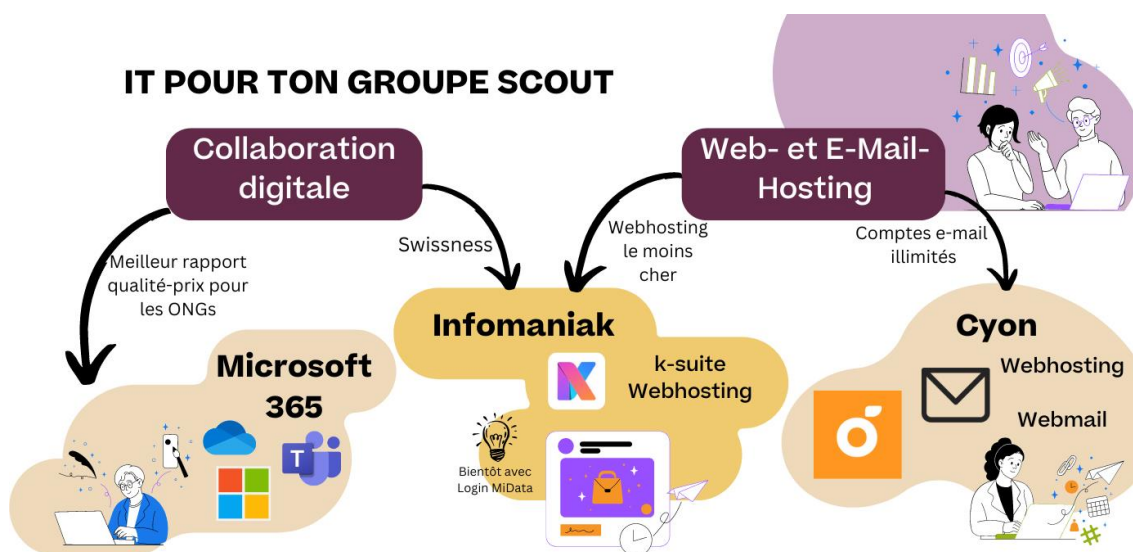 IT POUR TON GROUPE SCOUT
Collaboration
digitale
Web- et E-Mail-
Hosting
Meilleur rapport
qualité-prix pour
les ONGs
Swissness
Webhosting
le moins
cher
Comptes e-mail
illimités
Microsoft
365
T
Infomaniak
k-suite
Webhosting
Bientôt avec
Login MiData
Cyon
Webhosting
Webmail